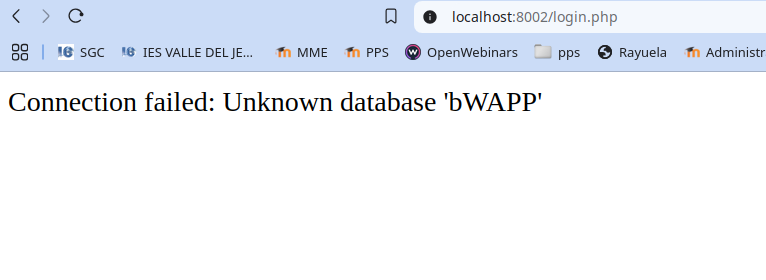 localhost:8002/login.php
SGC IES VALLE DEL JE... MME PPS OpenWebinars pps Rayuela Administr
Connection failed: Unknown database 'bWAPP'